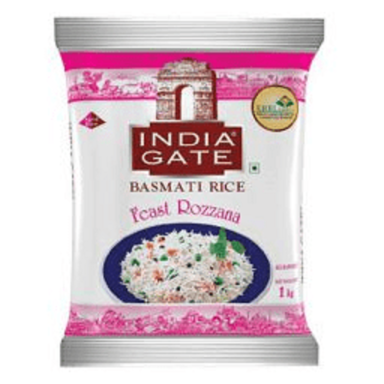 INDIA
GATE
BASMATI RICE
Feast Rozzana
1 kg